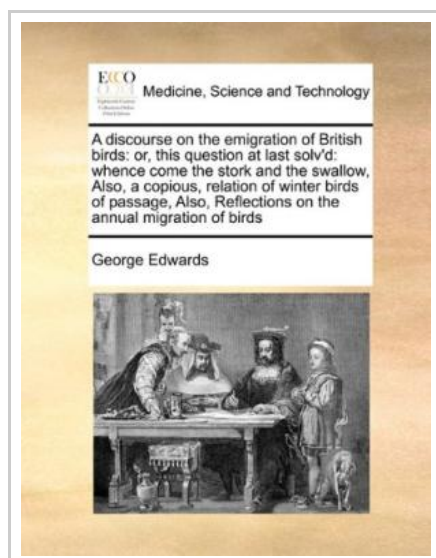 ECCO
Medicine, Science and Technology
A discourse on the emigration of British
birds: or, this question at last solv'd:
whence come the stork and the swallow,
Also, a copious, relation of winter birds
of passage, Also, Reflections on the
annual migration of birds
George Edwards